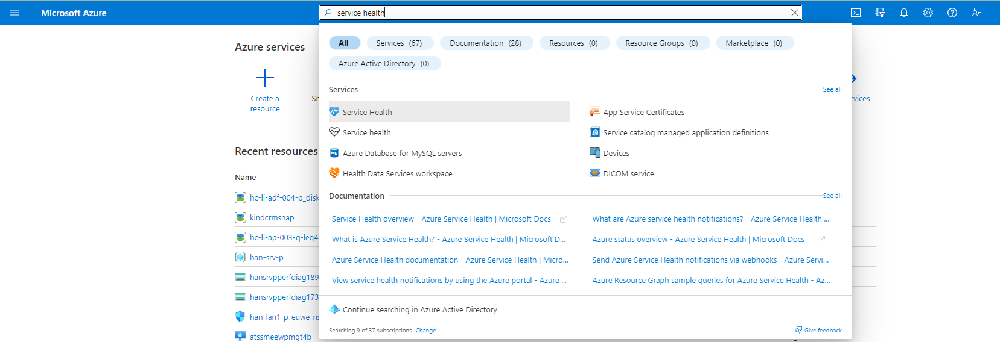 Microsoft Azure
service health
Azure services
Create a
resource
All
Services (67)
Documentation (28)
Resources (0)
Resource Groups (0)
Marketplace (0)
Azure Active Directory (0)
Services
See all
Service Health
App Service Certificates
Service health
Service catalog managed application definitions
Azure Database for MySQL servers
Devices
Health Data Services workspace
DICOM service
Documentation
See all
Service Health overview - Azure Service Health | Microsoft Docs
What are Azure service health notifications? - Azure Service Health ...
What is Azure Service Health? - Azure Service Health | Microsoft D...
Azure status overview - Azure Service Health | Microsoft Docs
Azure Service Health documentation - Azure Service Health | Micro...
Send Azure Service Health notifications via webhooks - Azure Servi...
View service health notifications by using the Azure portal - Azure ...
Azure Resource Graph sample queries for Azure Service Health - Az...
Continue searching in Azure Active Directory
Searching 9 of 37 subscriptions. Change
Give feedback
Recent resources
Name
hc-li-adf-004-p_disk
kindcrmsnap
hc-li-ap-003-q-leq48
han-srv-p
hansrvpperfdiag189
hansrvpperfdiag173
han-lan1-p-euwe-ns
atssmeewpmgt4b